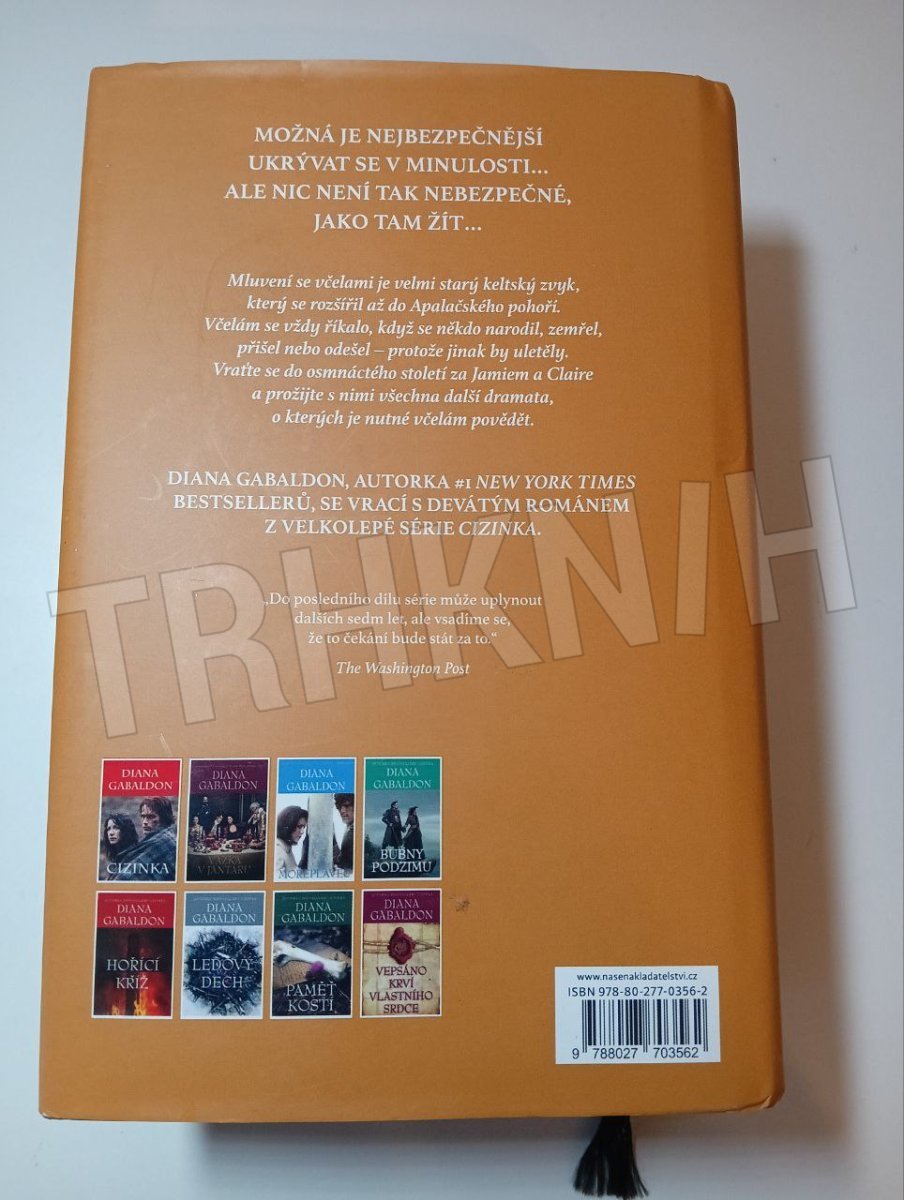 MOŽNÁ JE NEJBEZPEČNĚJŠÍ
UKRÝVAT SE V MINULOSTI...
ALE NIC NENÍ TAK NEBEZPEČNÉ,
JAKO TAM ŽÍT...
Mluvení se včelami je velmi starý keltský zvyk,
který se rozšířil až do Apalačského pohoří.
Včelám se vždy říkalo, když se někdo narodil, zemřel,
přišel nebo odešel – protože jinak by uletěly.
Vraťte se do osmnáctého století za Jamiem a Claire
a prožijte s nimi všechna další dramata,
o kterých je nutné včelám povědět.
DIANA GABALDON, AUTORKA #1 NEW YORK TIMES
BESTSELLERŮ, SE VRACÍ S DEVÁTÝM ROMÁNEM
Z VELKOLEPÉ SÉRIE CIZINKA.
TRHKNIH
„Do posledního dílu série může uplynout
dalších sedm let, ale vsadíme se,
že to čekání bude stát za to.“
The Washington Post
DIANA
GABALDON
CIZINKA
DIANA
GABALDON
VÁŽKA
V JANTARU
DIANA
GABALDON
MOŘEPLAVEC
DIANA
GABALDON
BUBNY
PODZIMU
DIANA
GABALDON
HOŘÍCÍ
KŘÍŽ
DIANA
GABALDON
LEDOVÝ
DECH
DIANA
GABALDON
PAMĚŤ
KOSTÍ
DIANA
GABALDON
VEPSÁNO
KRVÍ
VLASTNÍHO
SRDCE
www.nasenakladatelstvi.cz
ISBN 978-80-277-0356-2
9 788027 703562